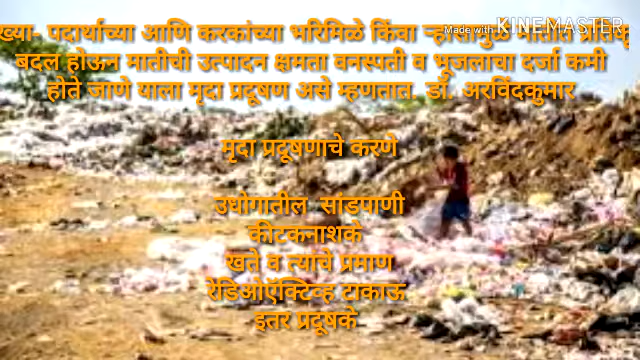 Made with KINEMASTER
ख्या- पदार्थाच्या आणि करकांच्या भरिमिळे किंवा ऱ्हासामुळे मातीत
बदल होऊन मातीची उत्पादन क्षमता वनस्पती व भूजलाचा दर्जा कमी
होते जाणे याला मृदा प्रदूषण असे म्हणतात. डॉ. अरविंदकुमार
मृदा प्रदूषणाचे करणे
उधोगातील सांडपाणी
कीटकनाशके
खते व त्याचे प्रमाण
रेडिओऍक्टिव्ह टाकाऊ
इतर प्रदूषके